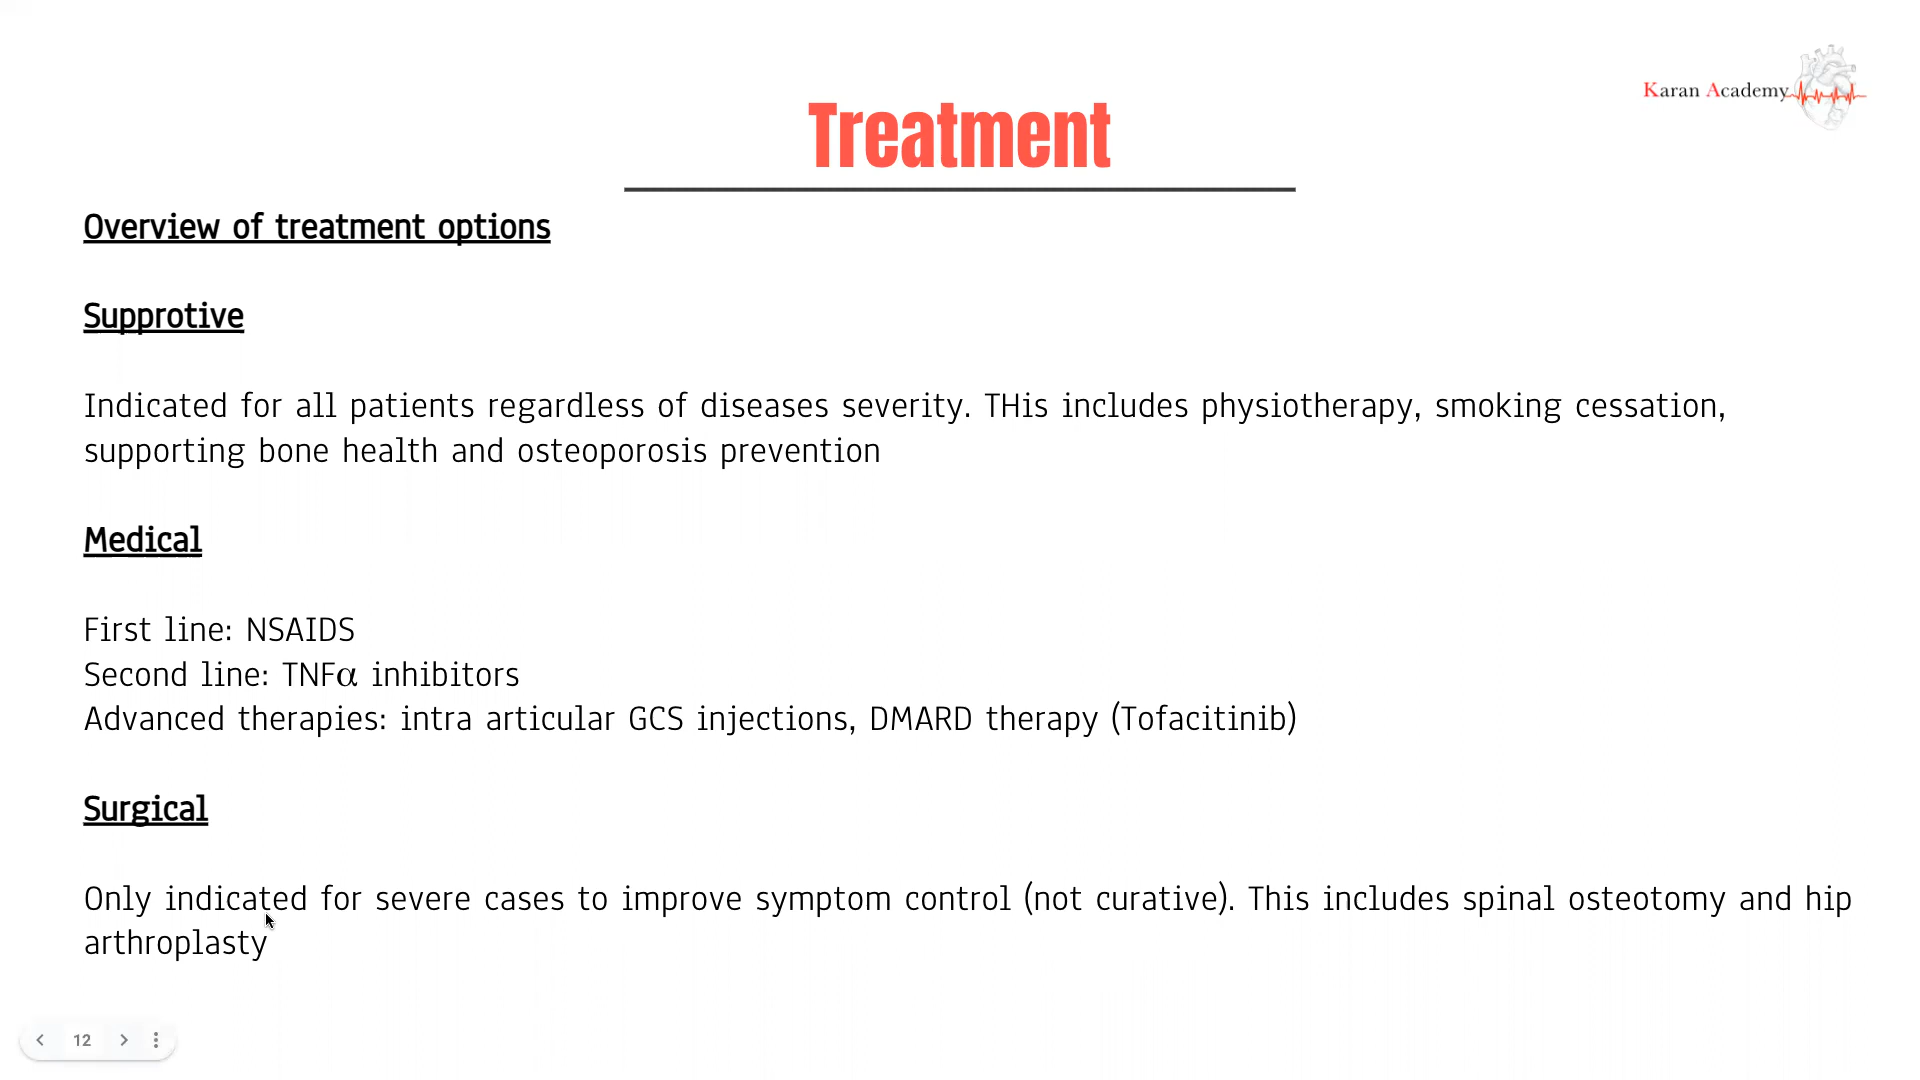 Karan Academy
Treatment
Overview of treatment options
Supprotive
Indicated for all patients regardless of diseases severity. THis includes physiotherapy, smoking cessation,
supporting bone health and osteoporosis prevention
Medical
First line: NSAIDS
Second line: TNFα inhibitors
Advanced therapies: intra articular GCS injections, DMARD therapy (Tofacitinib)
Surgical
Only indicated for severe cases to improve symptom control (not curative). This includes spinal osteotomy and hip
arthroplasty
12